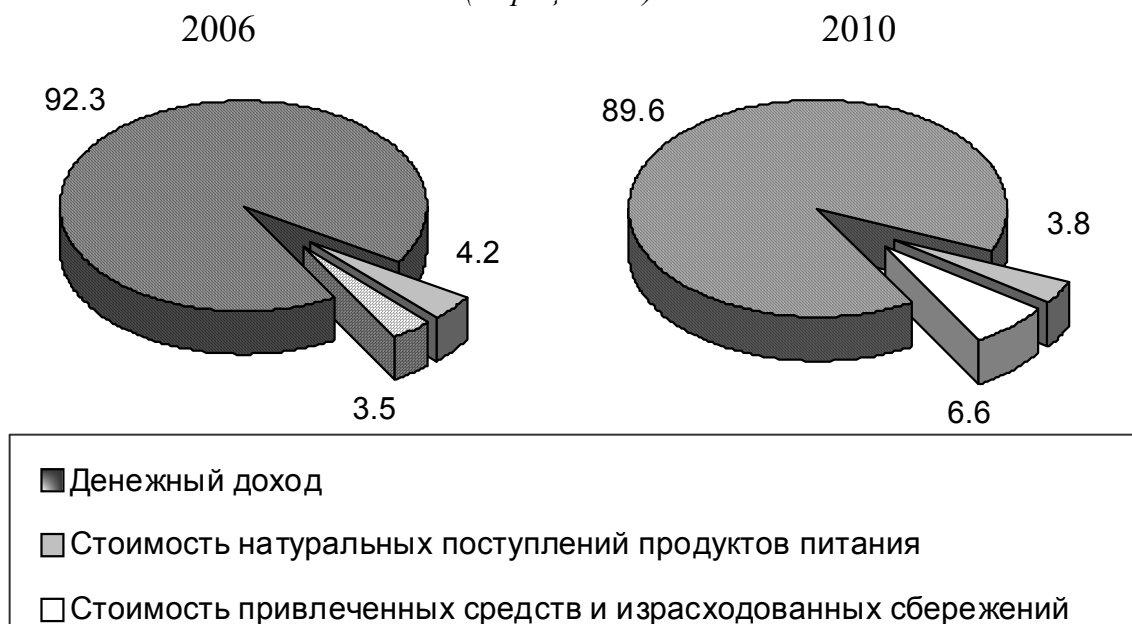 2006 2010
92.3
89.6
3.8
4.2
3.5
6.6
Денежный доход
Стоимость натуральных поступлений продуктов питания
Стоимость привлеченных средств и израсходованных сбережений